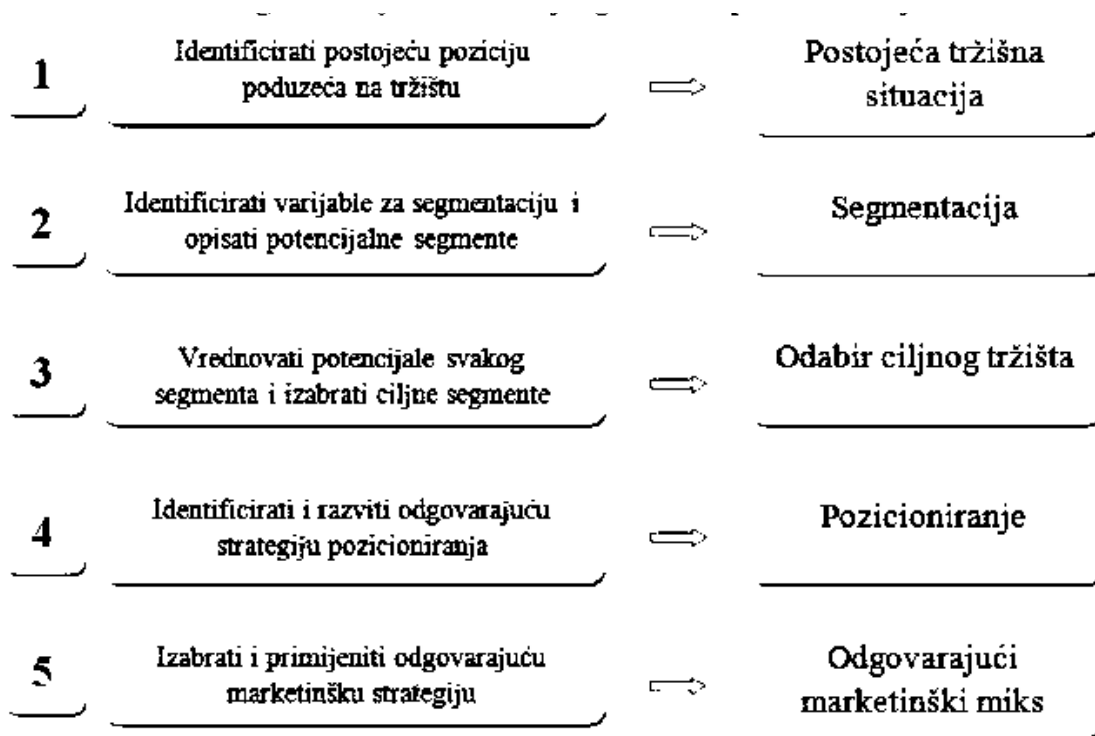 1
Identificirati postojeću poziciju
poduzeća na tržištu
Postojeća tržišna
situacija
2
Identificirati varijable za segmentaciju i
opisati potencijalne segmente
Segmentacija
3
Vrednovati potencijale svakog
segmenta i izabrati ciljne segmente
Odabir ciljnog tržišta
4
Identificirati i razviti odgovarajuću
strategiju pozicioniranja
Pozicioniranje
5
Izabrati i primijeniti odgovarajuću
marketinšku strategiju
Odgovarajući
marketinški miks